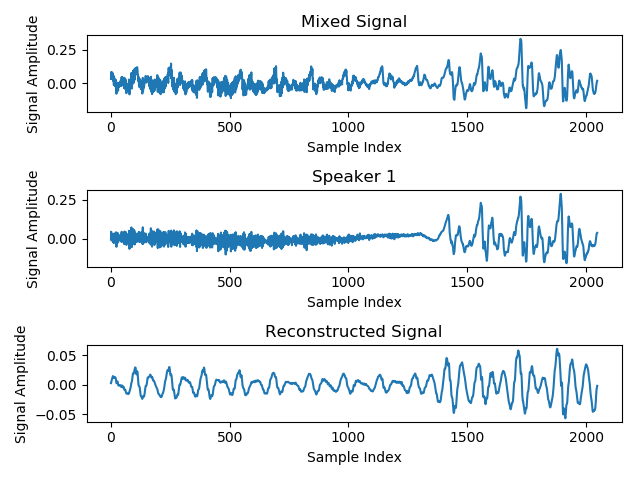 Mixed Signal
Signal Amplitude
0.25
0.00
0
500
1000
1500
2000
Sample Index
Speaker 1
Signal Amplitude
0.25
0.00
0
500
1000
1500
2000
Sample Index
Reconstructed Signal
Signal Amplitude
0.05
0.00
−0.05
0
500
1000
1500
2000
Sample Index